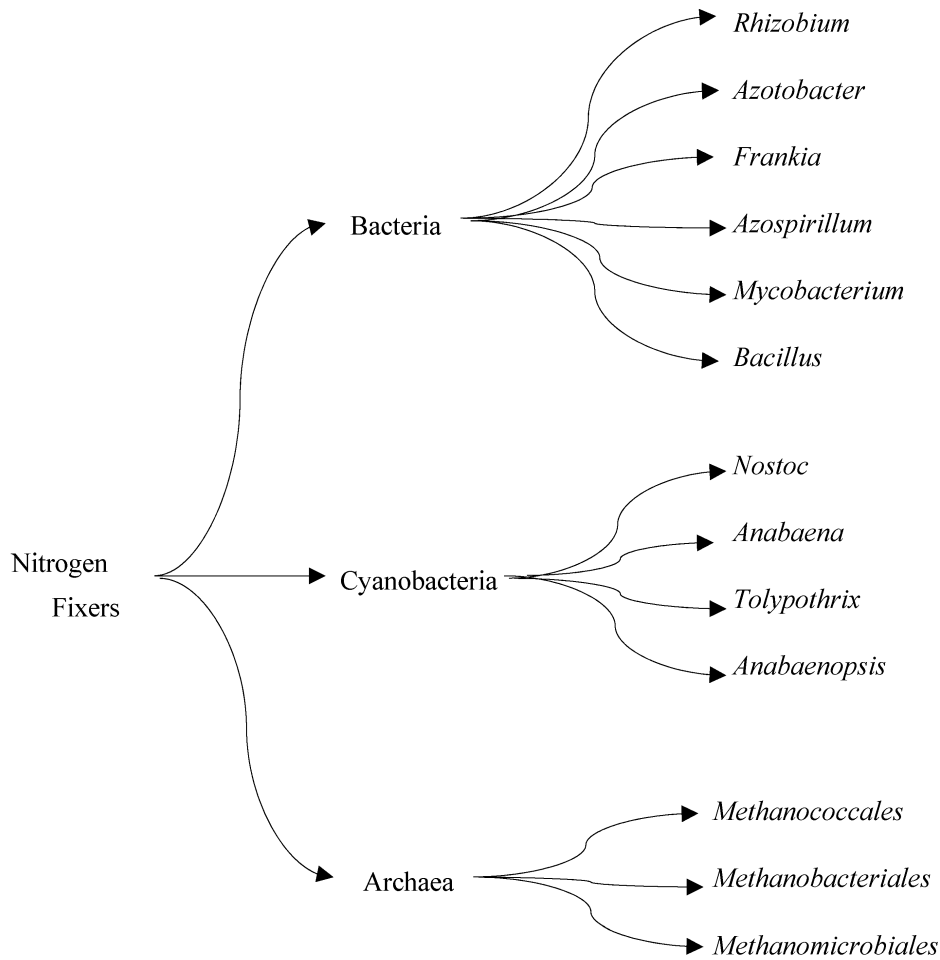 Nitrogen
Fixers
Bacteria
Rhizobium
Azotobacter
Frankia
Azospirillum
Mycobacterium
Bacillus
Cyanobacteria
Nostoc
Anabaena
Tolypothrix
Anabaenopsis
Archaea
Methanococcales
Methanobacteriales
Methanomicrobiales